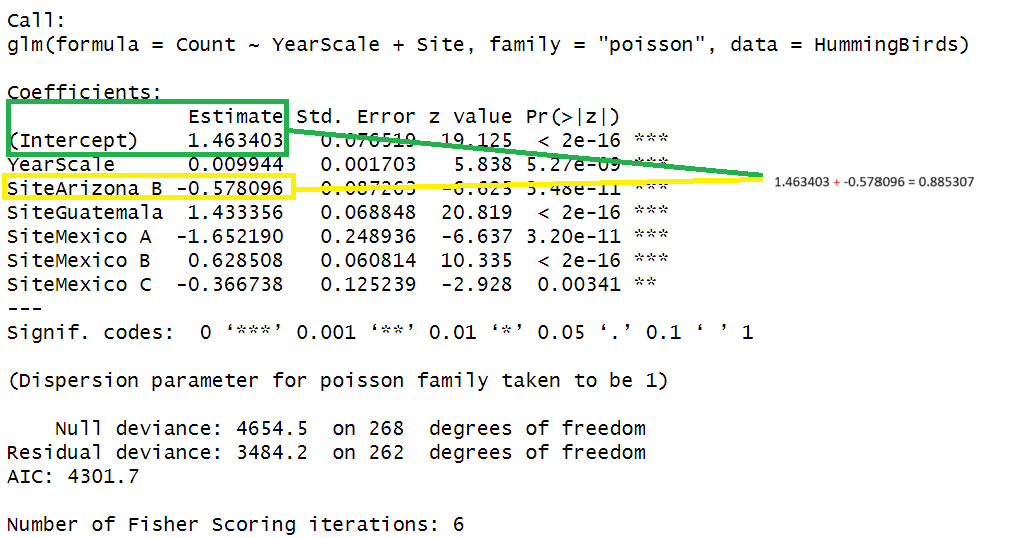 Call:
glm(formula = Count ~ YearScale + Site, family = "poisson", data = HummingBirds)
Coefficients:
Estimate Std. Error z value Pr(>|z|)
(Intercept) 1.463403 0.076519 19.125 < 2e-16 ***
YearScale 0.009944 0.001703 5.838 5.27e-09 ***
SiteArizona B -0.578096 0.087263 -6.625 3.48e-11 ***
1.463403 + -0.578096 = 0.885307
SiteGuatemala 1.433356 0.068848 20.819 < 2e-16 ***
SiteMexico A -1.652190 0.248936 -6.637 3.20e-11 ***
SiteMexico B 0.628508 0.060814 10.335 < 2e-16 ***
SiteMexico C -0.366738 0.125239 -2.928 0.00341 **
---
Signif. codes: 0 ‘***’ 0.001 ‘**’ 0.01 ‘*’ 0.05 ‘.’ 0.1 ‘ ’ 1
(Dispersion parameter for poisson family taken to be 1)
Null deviance: 4654.5 on 268 degrees of freedom
Residual deviance: 3484.2 on 262 degrees of freedom
AIC: 4301.7
Number of Fisher Scoring iterations: 6